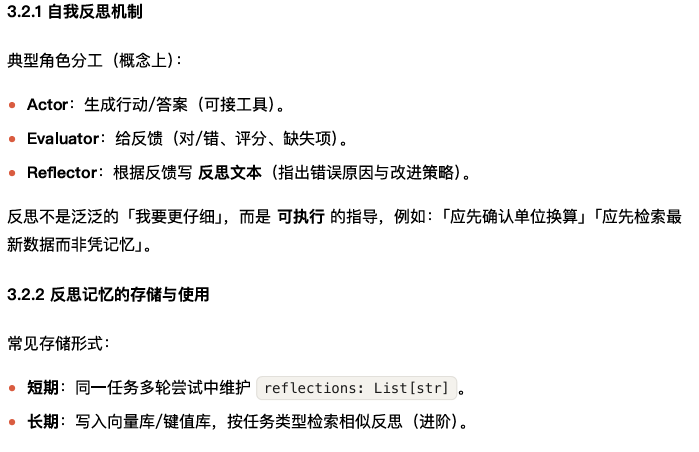 3.2.1 自我反思机制
典型角色分工（概念上）：
Actor：生成行动/答案（可接工具）。
Evaluator：给反馈（对/错、评分、缺失项）。
Reflector：根据反馈写 反思文本（指出错误原因与改进策略）。
反思不是泛泛的「我要更仔细」，而是 可执行 的指导，例如：「应先确认单位换算」「应先检索最
新数据而非凭记忆」。
3.2.2 反思记忆的存储与使用
常见存储形式：
短期：同一任务多轮尝试中维护 reflections: List[str] 。
长期：写入向量库/键值库，按任务类型检索相似反思（进阶）。